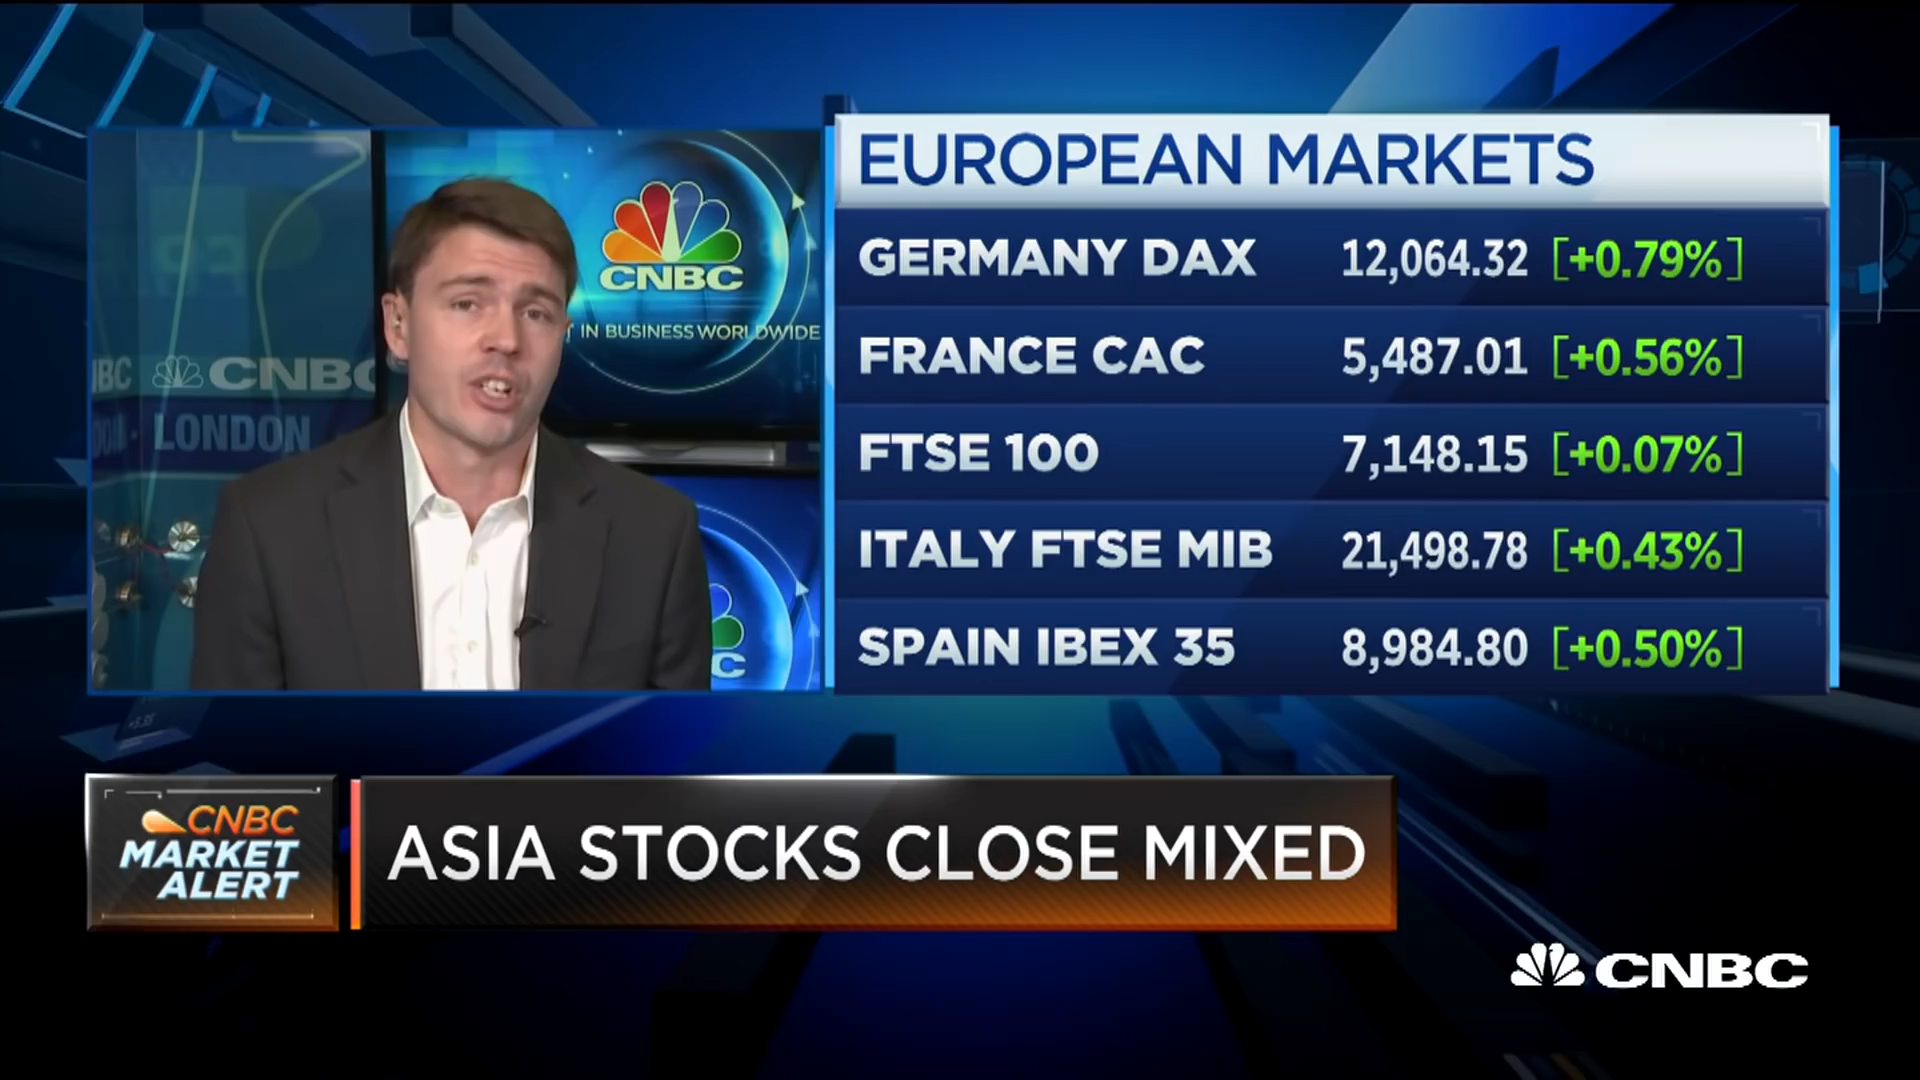 EUROPEAN MARKETS
GERMANY DAX 12,064.32 [+0.79%]
FRANCE CAC 5,487.01 [+0.56%]
FTSE 100 7,148.15 [+0.07%]
ITALY FTSE MIB 21,498.78 [+0.43%]
SPAIN IBEX 35 8,984.80 [+0.50%]
CNBC
IN BUSINESS WORLDWIDE
CNBC
LONDON
CNBC
MARKET
ALERT
ASIA STOCKS CLOSE MIXED
CNBC